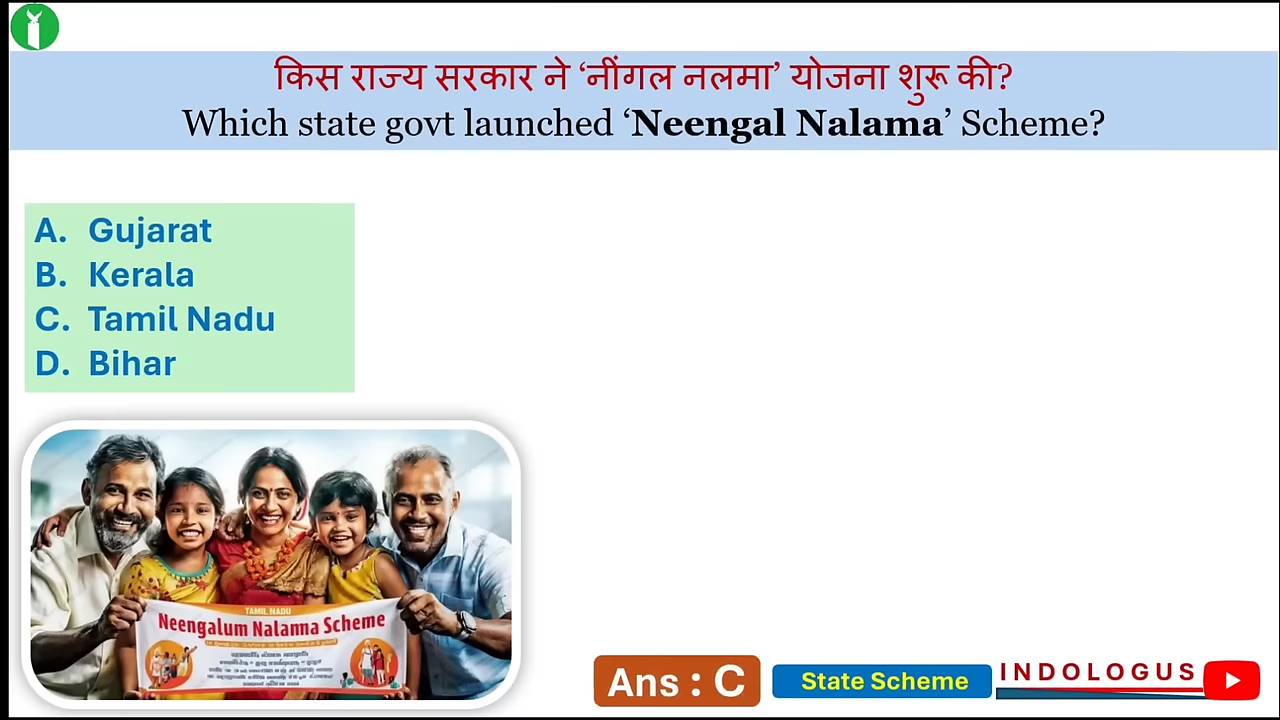 किस राज्य सरकार ने ‘नींगल नलमा’ योजना शुरू की?
Which state govt launched ‘Neengal Nalama’ Scheme?
A. Gujarat
B. Kerala
C. Tamil Nadu
D. Bihar
TAMIL NADU
Neengalum Nalanna Scheme
Ans : C
State Scheme
INDOLOGUS